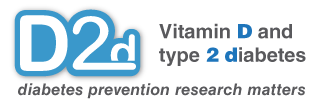 D2d
Vitamin D and
type 2 diabetes
diabetes prevention research matters